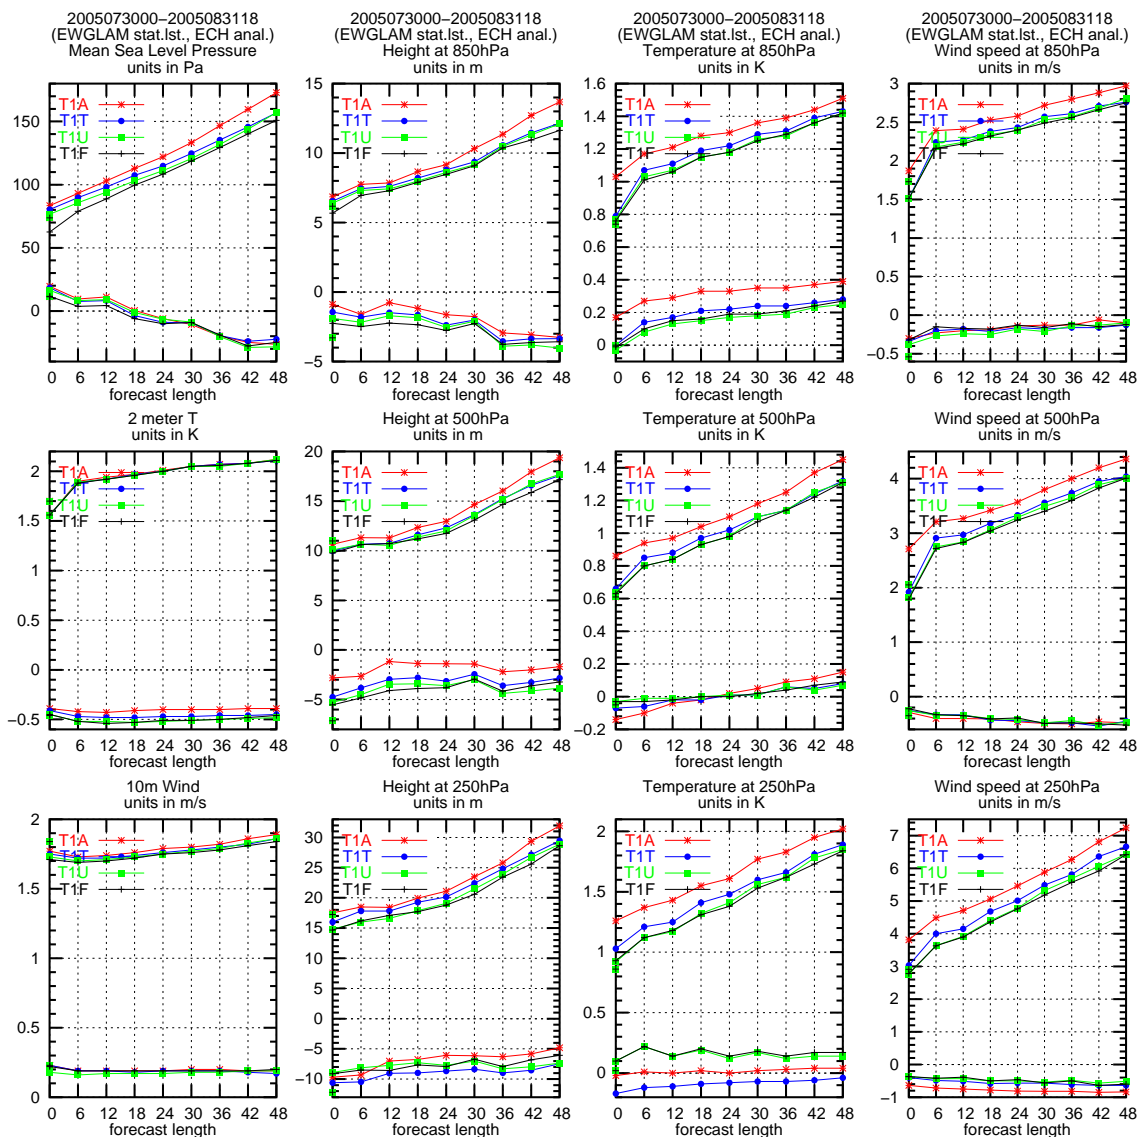 2005073000–2005083118
(EWGLAM stat.lst., ECH anal.)
Mean Sea Level Pressure
units in Pa
T1A
T1T
T1U
T1F
150
100
50
0
0 6 12 18 24 30 36 42 48
forecast length
2005073000–2005083118
(EWGLAM stat.lst., ECH anal.)
Height at 850hPa
units in m
T1A
T1T
T1U
T1F
15
10
5
0
−5
0 6 12 18 24 30 36 42 48
forecast length
2005073000–2005083118
(EWGLAM stat.lst., ECH anal.)
Temperature at 850hPa
units in K
T1A
T1T
T1U
T1F
1.6
1.4
1.2
1
0.8
0.6
0.4
0.2
0
0 6 12 18 24 30 36 42 48
forecast length
2005073000–2005083118
(EWGLAM stat.lst., ECH anal.)
Wind speed at 850hPa
units in m/s
T1A
T1T
T1U
T1F
3
2.5
2
1.5
1
0.5
0
−0.5
0 6 12 18 24 30 36 42 48
forecast length
2 meter T
units in K
T1A
T1T
T1U
T1F
2
1.5
1
0.5
0
−0.5
0 6 12 18 24 30 36 42 48
forecast length
Height at 500hPa
units in m
T1A
T1T
T1U
T1F
20
15
10
5
0
−5
0 6 12 18 24 30 36 42 48
forecast length
Temperature at 500hPa
units in K
T1A
T1T
T1U
T1F
1.4
1.2
1
0.8
0.6
0.4
0.2
0
−0.2
0 6 12 18 24 30 36 42 48
forecast length
Wind speed at 500hPa
units in m/s
T1A
T1T
T1U
T1F
4
3
2
1
0
0 6 12 18 24 30 36 42 48
forecast length
10m Wind
units in m/s
T1A
T1T
T1U
T1F
2
1.5
1
0.5
0
0 6 12 18 24 30 36 42 48
forecast length
Height at 250hPa
units in m
T1A
T1T
T1U
T1F
30
25
20
15
10
5
0
−5
−10
0 6 12 18 24 30 36 42 48
forecast length
Temperature at 250hPa
units in K
T1A
T1T
T1U
T1F
2
1.5
1
0.5
0
0 6 12 18 24 30 36 42 48
forecast length
Wind speed at 250hPa
units in m/s
T1A
T1T
T1U
T1F
7
6
5
4
3
2
1
0
−1
0 6 12 18 24 30 36 42 48
forecast length